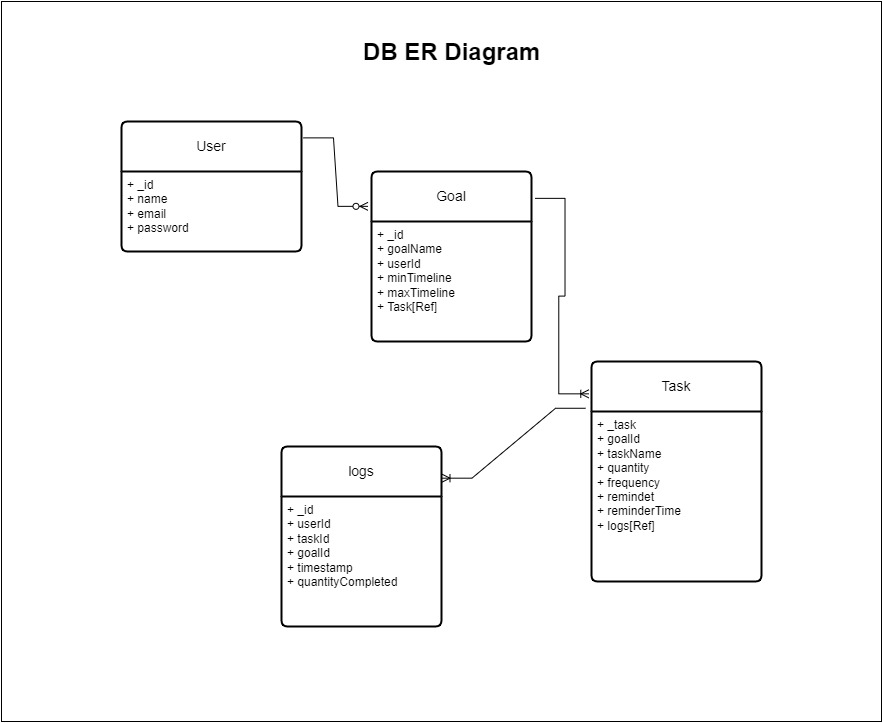 DB ER Diagram
User
+ _id
+ name
+ email
+ password
Goal
+ _id
+ goalName
+ userId
+ minTimeline
+ maxTimeline
+ Task[Ref]
Task
+ _task
+ goalId
+ taskName
+ quantity
+ frequency
+ remindet
+ reminderTime
+ logs[Ref]
logs
+ _id
+ userId
+ taskId
+ goalId
+ timestamp
+ quantityCompleted